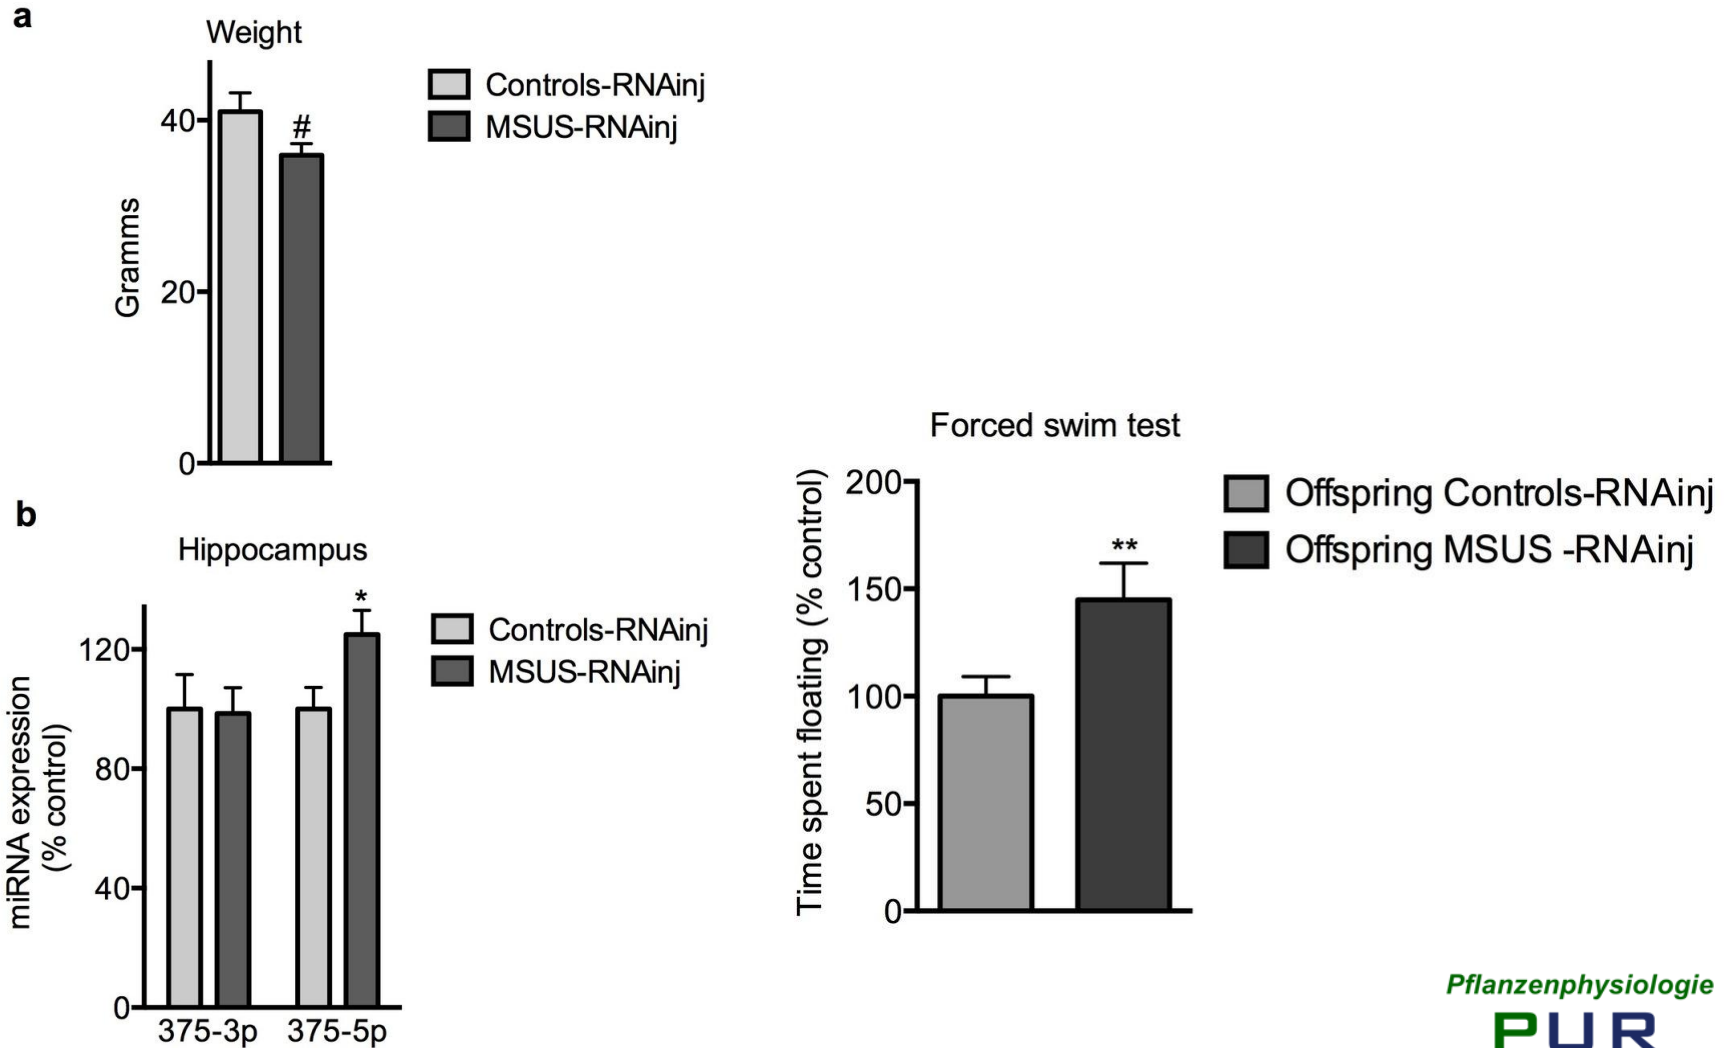 a
Weight
Controls-RNAinj
MSUS-RNAinj
40
#
20
0
Gramms
b
Hippocampus
*
Controls-RNAinj
MSUS-RNAinj
120
80
40
0
miRNA expression
(% control)
375-3p 375-5p
Forced swim test
200
150
100
50
0
**
Time spent floating (% control)
Offspring Controls-RNAinj
Offspring MSUS -RNAinj
Pflanzenphysiologie
PUR